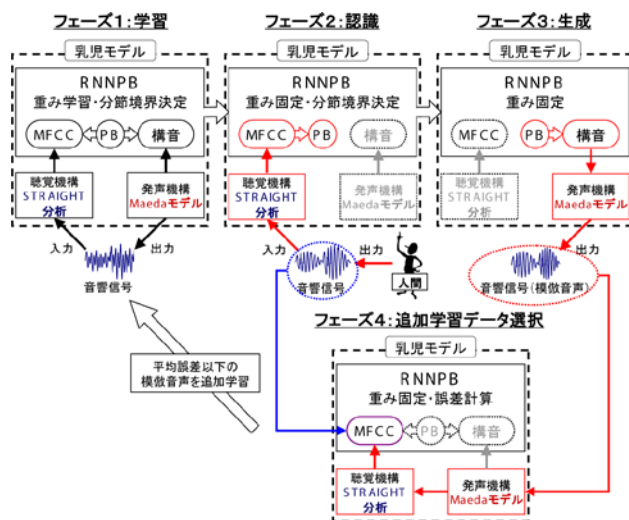 フェーズ1：学習
乳児モデル
RNNPB
重み学習・分節境界決定
MFCC
PB
構音
聴覚機構
STRAIGHT
分析
発声機構
Maedaモデル
入力
出力
音響信号
フェーズ2：認識
乳児モデル
RNNPB
重み固定・分節境界決定
MFCC
PB
構音
聴覚機構
STRAIGHT
分析
発声機構
Maedaモデル
入力
出力
音響信号
人間
フェーズ3：生成
乳児モデル
RNNPB
重み固定
MFCC
PB
構音
聴覚機構
STRAIGHT
分析
発声機構
Maedaモデル
出力
音響信号(模倣音声)
フェーズ4：追加学習データ選択
乳児モデル
RNNPB
重み固定・誤差計算
MFCC
PB
構音
聴覚機構
STRAIGHT
分析
発声機構
Maedaモデル
平均誤差以下の
模倣音声を追加学習